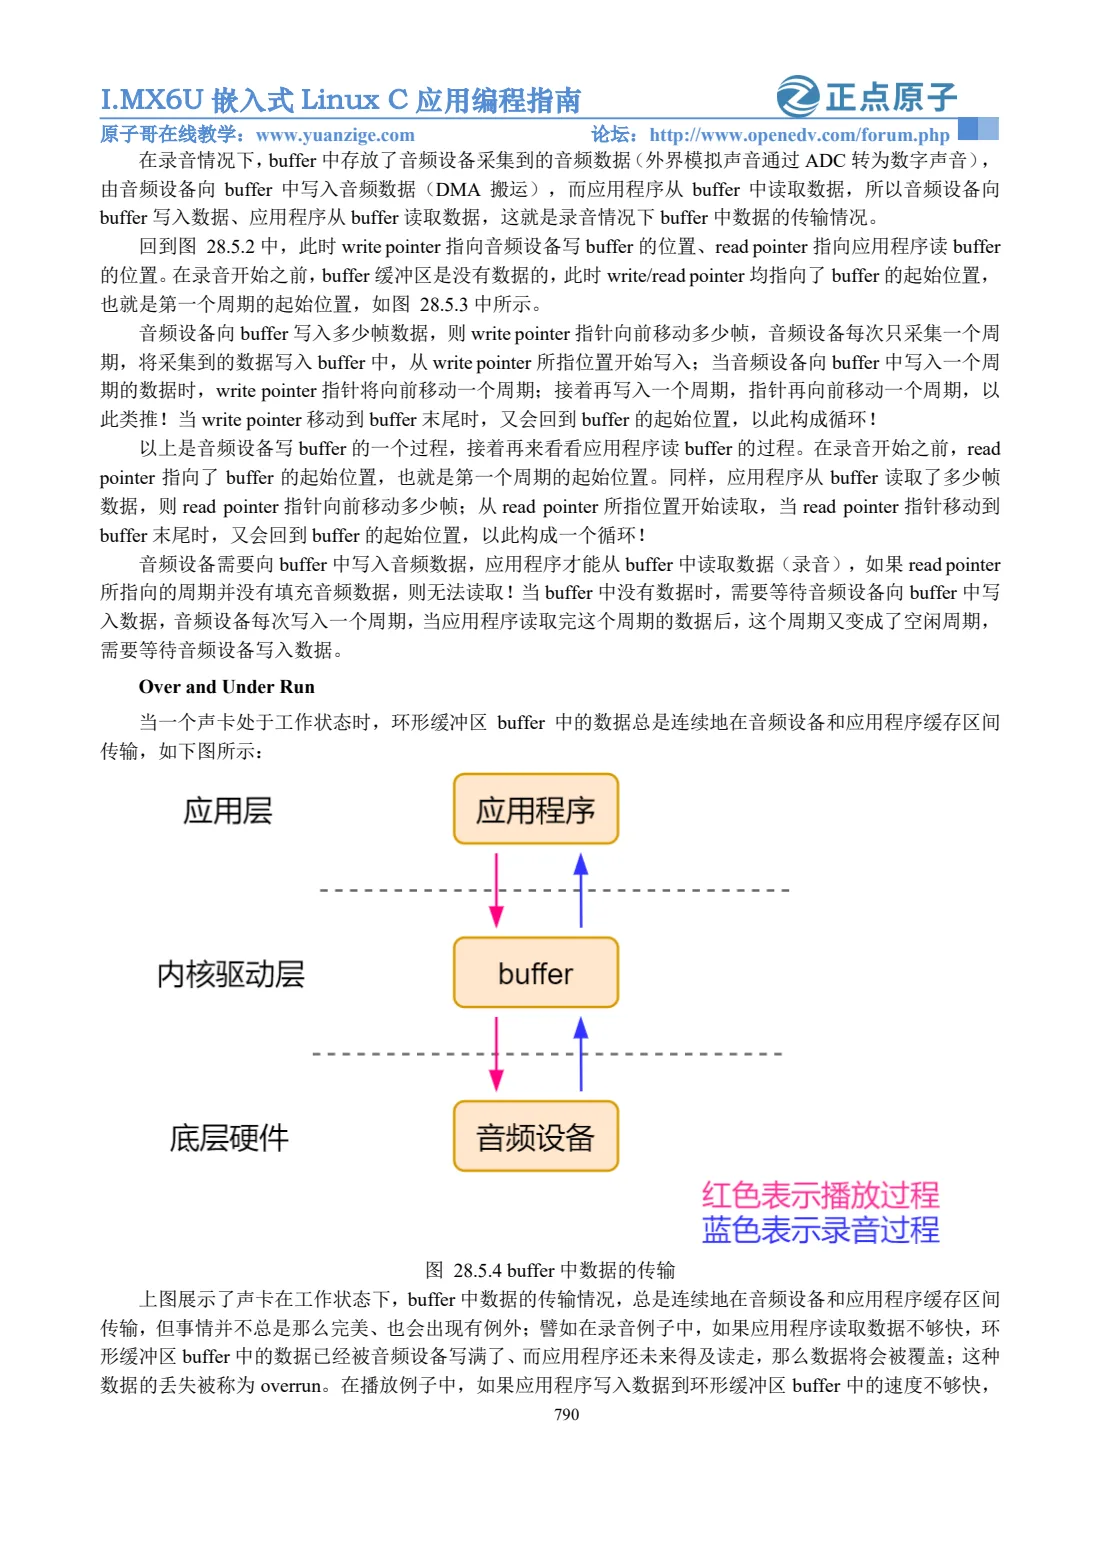 I.MX6U 嵌入式 Linux C 应用编程指南
正点原子
原子哥在线教学：www.yuanzige.com 论坛：http://www.openedv.com/forum.php
在录音情况下，buffer 中存放了音频设备采集到的音频数据（外界模拟声音通过 ADC 转为数字声音），
由音频设备向 buffer 中写入音频数据（DMA 搬运），而应用程序从 buffer 中读取数据，所以音频设备向
buffer 写入数据、应用程序从 buffer 读取数据，这就是录音情况下 buffer 中数据的传输情况。
回到图 28.5.2 中，此时 write pointer 指向音频设备写 buffer 的位置、read pointer 指向应用程序读 buffer
的位置。在录音开始之前，buffer 缓冲区是没有数据的，此时 write/read pointer 均指向了 buffer 的起始位置，
也就是第一个周期的起始位置，如图 28.5.3 中所示。
音频设备向 buffer 写入多少帧数据，则 write pointer 指针向前移动多少帧，音频设备每次只采集一个周
期，将采集到的数据写入 buffer 中，从 write pointer 所指位置开始写入；当音频设备向 buffer 中写入一个周
期的数据时，write pointer 指针将向前移动一个周期；接着再写入一个周期，指针再向前移动一个周期，以
此类推！当 write pointer 移动到 buffer 末尾时，又会回到 buffer 的起始位置，以此构成循环！
以上是音频设备写 buffer 的一个过程，接着再来看看应用程序读 buffer 的过程。在录音开始之前，read
pointer 指向了 buffer 的起始位置，也就是第一个周期的起始位置。同样，应用程序从 buffer 读取了多少帧
数据，则 read pointer 指针向前移动多少帧；从 read pointer 所指位置开始读取，当 read pointer 指针移动到
buffer 末尾时，又会回到 buffer 的起始位置，以此构成一个循环！
音频设备需要向 buffer 中写入音频数据，应用程序才能从 buffer 中读取数据（录音），如果 read pointer
所指向的周期并没有填充音频数据，则无法读取！当 buffer 中没有数据时，需要等待音频设备向 buffer 中写
入数据，音频设备每次写入一个周期，当应用程序读取完这个周期的数据后，这个周期又变成了空闲周期，
需要等待音频设备写入数据。
Over and Under Run
当一个声卡处于工作状态时，环形缓冲区 buffer 中的数据总是连续地在音频设备和应用程序缓存区间
传输，如下图所示：
应用层 应用程序
内核驱动层 buffer
底层硬件 音频设备
红色表示播放过程
蓝色表示录音过程
图 28.5.4 buffer 中数据的传输
上图展示了声卡在工作状态下，buffer 中数据的传输情况，总是连续地在音频设备和应用程序缓存区间
传输，但事情并不总是那么完美、也会出现有例外；譬如在录音例子中，如果应用程序读取数据不够快，环
形缓冲区 buffer 中的数据已经被音频设备写满了、而应用程序还未来得及读走，那么数据将会被覆盖；这种
数据的丢失被称为 overrun。在播放例子中，如果应用程序写入数据到环形缓冲区 buffer 中的速度不够快，
790